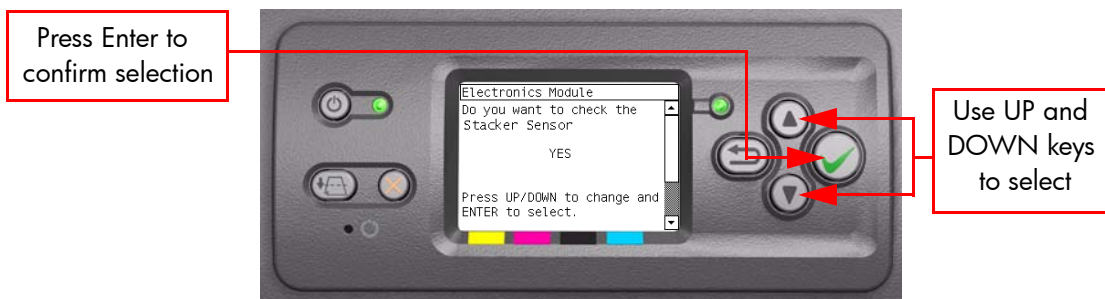 Press Enter to
confirm selection
Electronics Module
Do you want to check the
Stacker Sensor
YES
Press UP/DOWN to change and
ENTER to select.
Use UP and
DOWN keys
to select